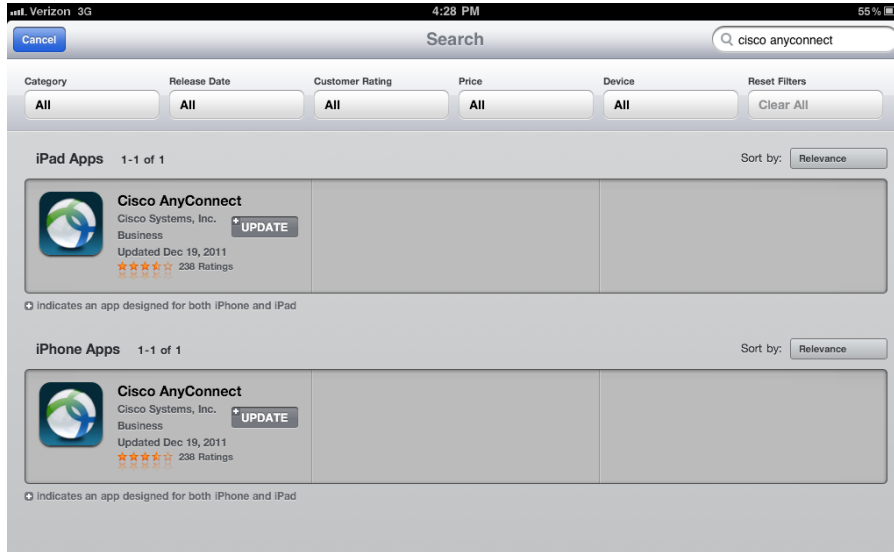 Verizon 3G 4:28 PM 55%
Cancel Search cisco anyconnect
Category Release Date Customer Rating Price Device Reset Filters
All All All All All Clear All
iPad Apps 1-1 of 1 Sort by: Relevance
Cisco AnyConnect
Cisco Systems, Inc.
UPDATE
Business
Updated Dec 19, 2011
238 Ratings
indicates an app designed for both iPhone and iPad
iPhone Apps 1-1 of 1 Sort by: Relevance
Cisco AnyConnect
Cisco Systems, Inc.
UPDATE
Business
Updated Dec 19, 2011
238 Ratings
indicates an app designed for both iPhone and iPad